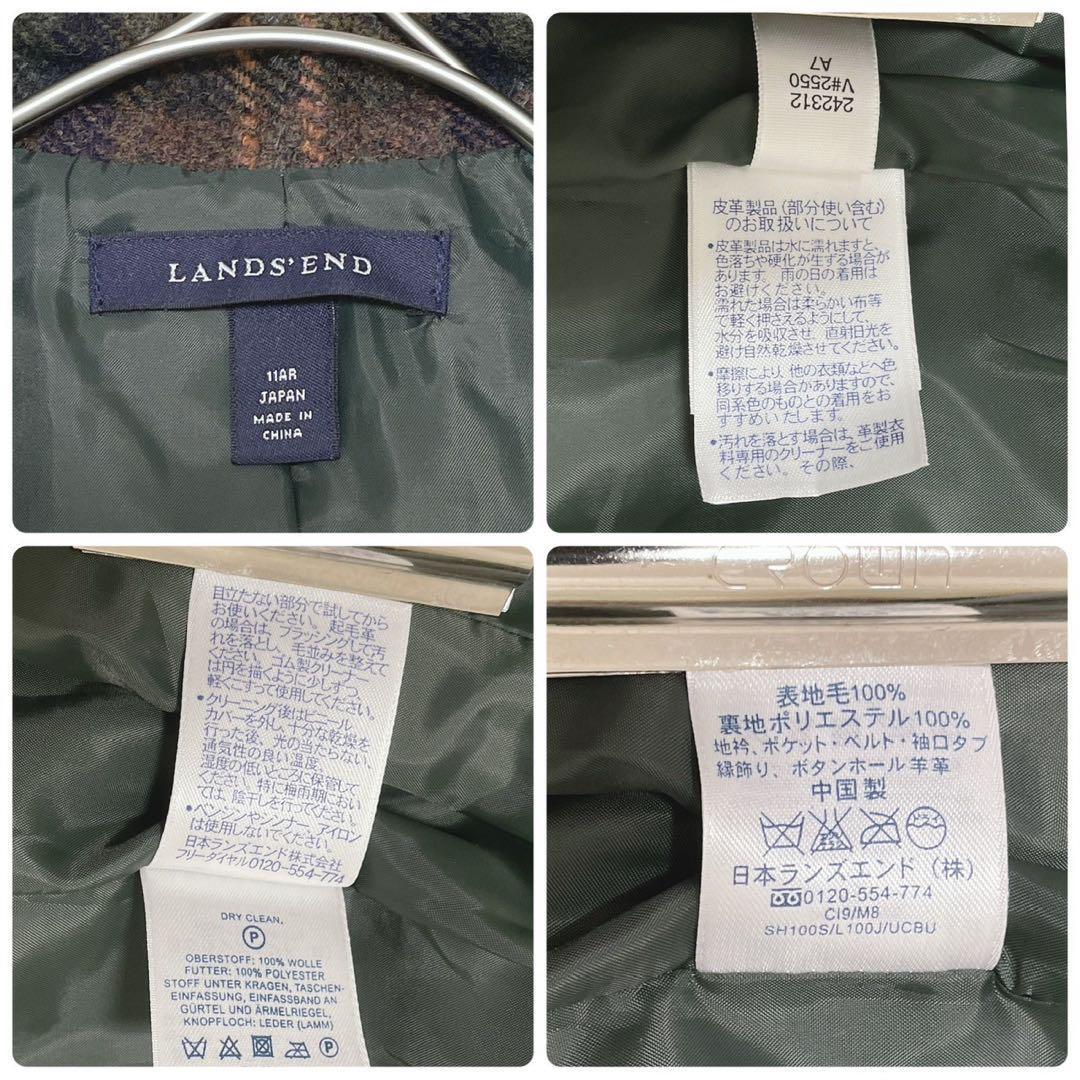 LANDS'END
11AR
JAPAN
MADE IN
CHINA
242312
V#2550
A7
皮革製品(部分使い含む)
のお取扱いについて
•皮革製品は水に濡れますと、
色落ちや硬化が生ずる場合が
あります。雨の日の着用は
お避けください。
濡れた場合は柔らかい布等
で軽く押さえるようにして、
水分を吸収させ、直射日光を
避け自然乾燥させてください。
•摩擦により、他の衣類などへ色
移りする場合がありますので、
同系色のものとの着用をお
すすめいたします。
•汚れを落とす場合は、革製衣
料専用のクリーナーをご使用
ください。その際、
目立たない部分で試してから
お使いください。起毛革
の場合は、ブラッシングして汚
れを落とし、毛並みを整えて
ください。ゴム製クリーナー
は円を描くように少しずつ
軽くこすって使用してください。
•クリーニング後はビニール
カバーを外し、十分な乾燥を
行った後、光の当たらない、
通気性の良い温度、
湿度の低いところに保管して
ください。特に梅雨期におい
ては、陰干しを行ってください。
•ベンジンやシンナー、アイロン
は使用しないでください。
日本ランズエンド株式会社
フリーダイヤル0120-554-774
DRY CLEAN.
P
OBERSTOFF: 100% WOLLE
FUTTER: 100% POLYESTER
STOFF UNTER KRAGEN, TASCHEN-
EINFASSUNG, EINFASSBAND AN
GÜRTEL UND ÄRMELRIEGEL,
KNOPFLOCH: LEDER (LAMM)
P
CROWN
表地毛100%
裏地ポリエステル100%
地衿、ポケット・ベルト・袖口タブ
縁飾り、ボタンホール羊革
中国製
ドライ
日本ランズエンド(株)
0120-554-774
CI9/M8
SH100S/L100J/UCBU